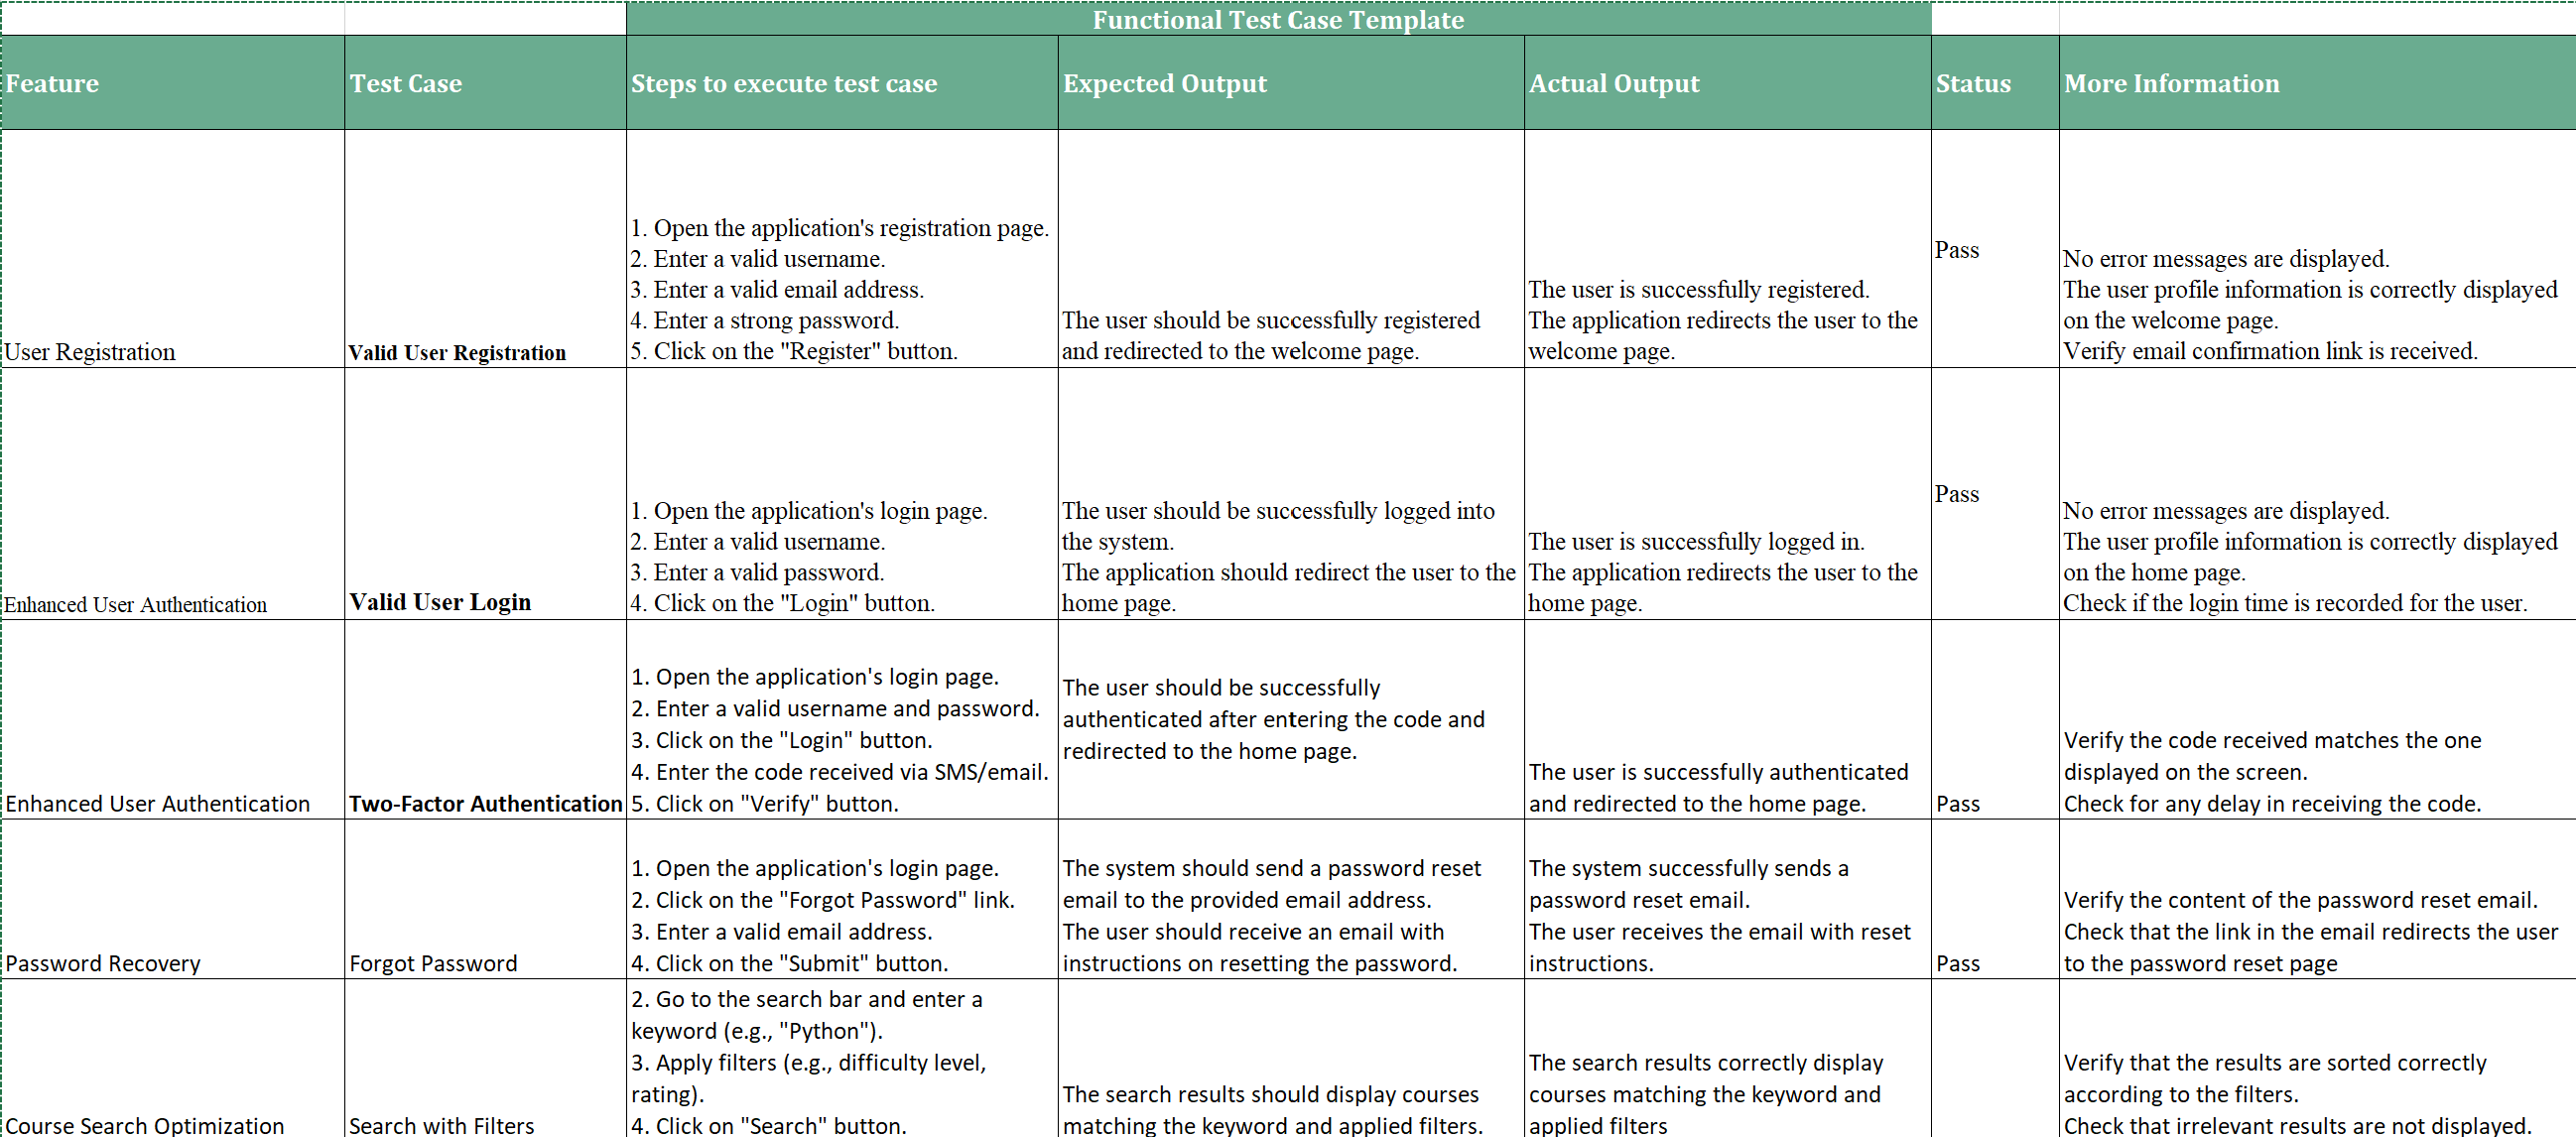 Functional Test Case Template
Feature
Test Case
Steps to execute test case
Expected Output
Actual Output
Status
More Information
User Registration
Valid User Registration
1. Open the application's registration page.
2. Enter a valid username.
3. Enter a valid email address.
4. Enter a strong password.
5. Click on the "Register" button.
The user should be successfully registered
and redirected to the welcome page.
The user is successfully registered.
The application redirects the user to the
welcome page.
Pass
No error messages are displayed.
The user profile information is correctly displayed
on the welcome page.
Verify email confirmation link is received.
Enhanced User Authentication
Valid User Login
1. Open the application's login page.
2. Enter a valid username.
3. Enter a valid password.
4. Click on the "Login" button.
The user should be successfully logged into
the system.
The application should redirect the user to the
home page.
The user is successfully logged in.
The application redirects the user to the
home page.
Pass
No error messages are displayed.
The user profile information is correctly displayed
on the home page.
Check if the login time is recorded for the user.
Enhanced User Authentication
Two-Factor Authentication
1. Open the application's login page.
2. Enter a valid username and password.
3. Click on the "Login" button.
4. Enter the code received via SMS/email.
5. Click on "Verify" button.
The user should be successfully
authenticated after entering the code and
redirected to the home page.
The user is successfully authenticated
and redirected to the home page.
Pass
Verify the code received matches the one
displayed on the screen.
Check for any delay in receiving the code.
Password Recovery
Forgot Password
1. Open the application's login page.
2. Click on the "Forgot Password" link.
3. Enter a valid email address.
4. Click on the "Submit" button.
The system should send a password reset
email to the provided email address.
The user should receive an email with
instructions on resetting the password.
The system successfully sends a
password reset email.
The user receives the email with reset
instructions.
Pass
Verify the content of the password reset email.
Check that the link in the email redirects the user
to the password reset page
Course Search Optimization
Search with Filters
2. Go to the search bar and enter a
keyword (e.g., "Python").
3. Apply filters (e.g., difficulty level,
rating).
4. Click on "Search" button.
The search results should display courses
matching the keyword and applied filters.
The search results correctly display
courses matching the keyword and
applied filters
Verify that the results are sorted correctly
according to the filters.
Check that irrelevant results are not displayed.